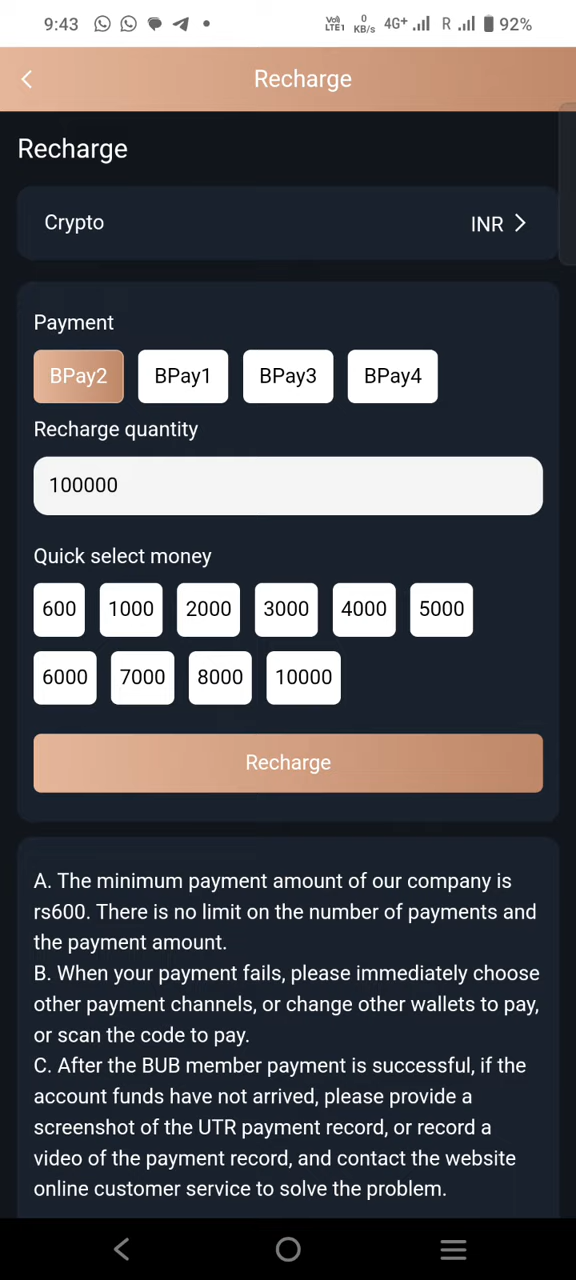 9:43
Vo) LTE1 0 KB/s 4G+ R 92%
Recharge
Recharge
Crypto INR
Payment
BPay2 BPay1 BPay3 BPay4
Recharge quantity
100000
Quick select money
600 1000 2000 3000 4000 5000
6000 7000 8000 10000
Recharge
A. The minimum payment amount of our company is
rs600. There is no limit on the number of payments and
the payment amount.
B. When your payment fails, please immediately choose
other payment channels, or change other wallets to pay,
or scan the code to pay.
C. After the BUB member payment is successful, if the
account funds have not arrived, please provide a
screenshot of the UTR payment record, or record a
video of the payment record, and contact the website
online customer service to solve the problem.